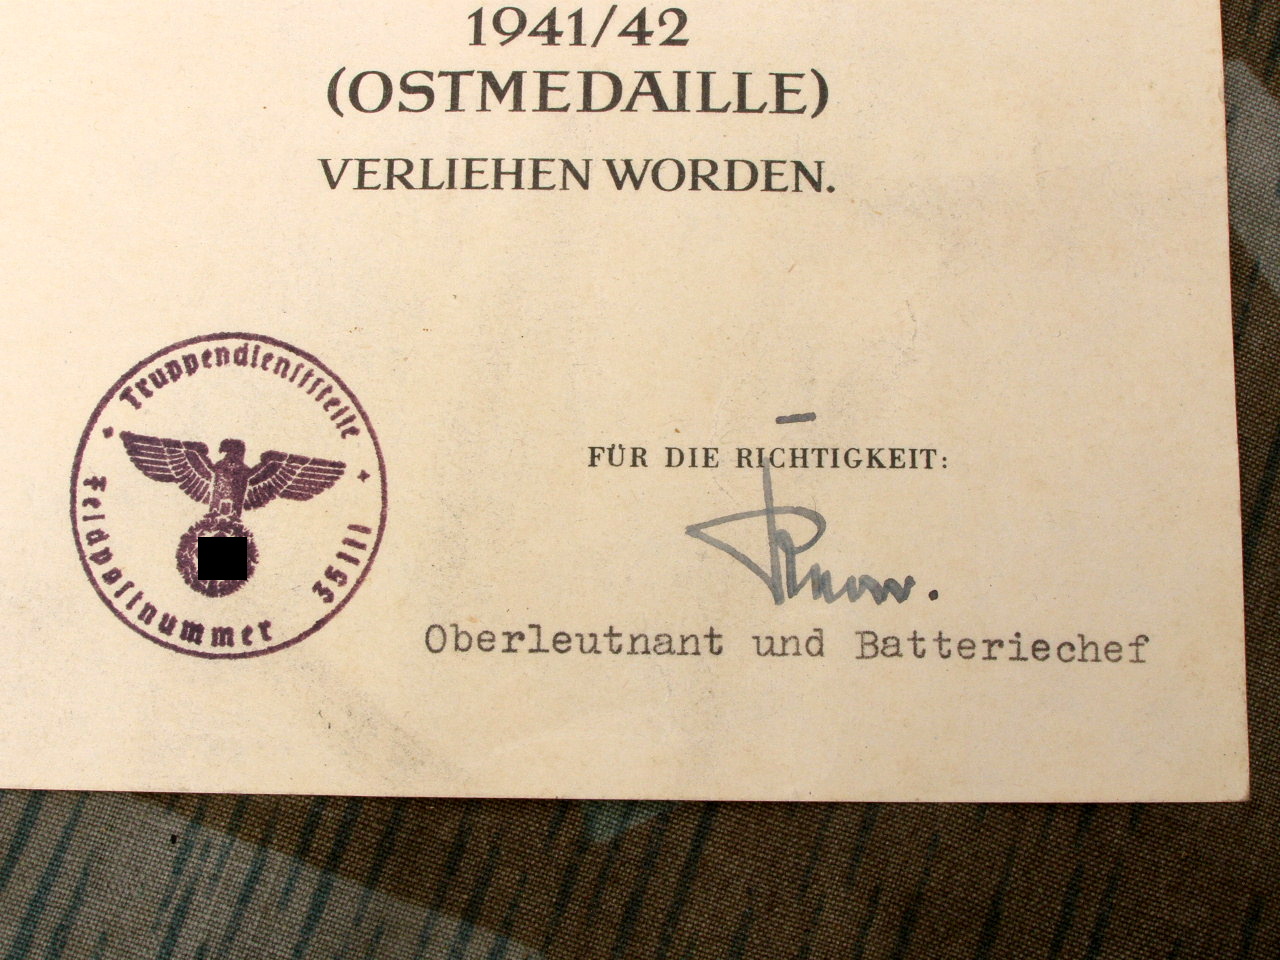 1941/42
(OSTMEDAILLE)
VERLIEHEN WORDEN.
Truppendienststelle
Feldpostnummer 35111
FÜR DIE RICHTIGKEIT:
Oberleutnant und Batteriechef